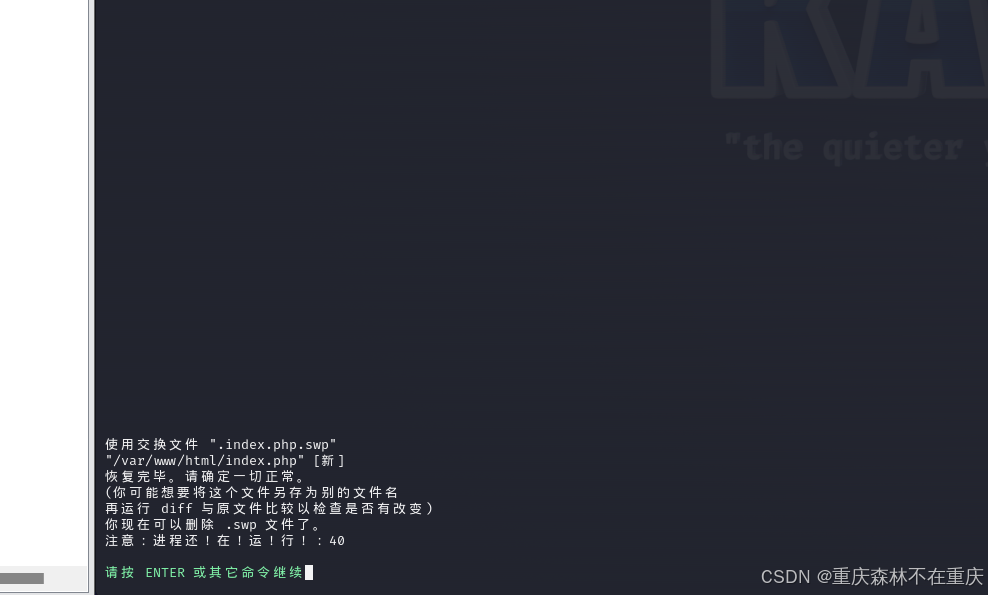 KA
"the quieter
使用交换文件 ".index.php.swp"
"/var/www/html/index.php" [新]
恢复完毕。请确定一切正常。
(你可能想要将这个文件另存为别的文件名
再运行 diff 与原文件比较以检查是否有改变)
你现在可以删除 .swp 文件了。
注意：进程还！在！运！行！：40
请按 ENTER 或其它命令继续
CSDN @重庆森林不在重庆